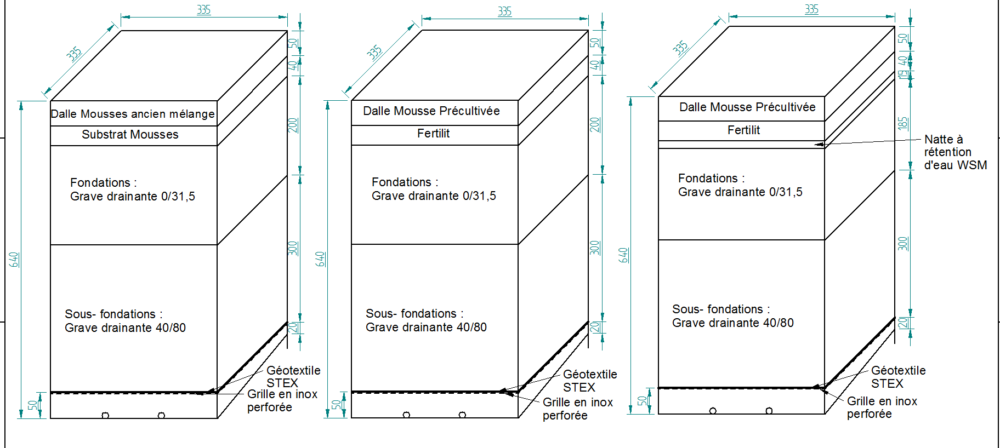 335
335
50
40
200
300
20
640
50
Dalle Mousses ancien mélange
Substrat Mousses
Fondations :
Grave drainante 0/31,5
Sous- fondations :
Grave drainante 40/80
Géotextile
STEX
Grille en inox
perforée
335
335
50
40
200
300
20
640
50
Dalle Mousse Précultivée
Fertilit
Fondations :
Grave drainante 0/31,5
Sous- fondations :
Grave drainante 40/80
Géotextile
STEX
Grille en inox
perforée
335
335
50
40
15
185
300
20
640
50
Dalle Mousse Précultivée
Fertilit
Natte à
rétention
d'eau WSM
Fondations :
Grave drainante 0/31,5
Sous- fondations :
Grave drainante 40/80
Géotextile
STEX
Grille en inox
perforée